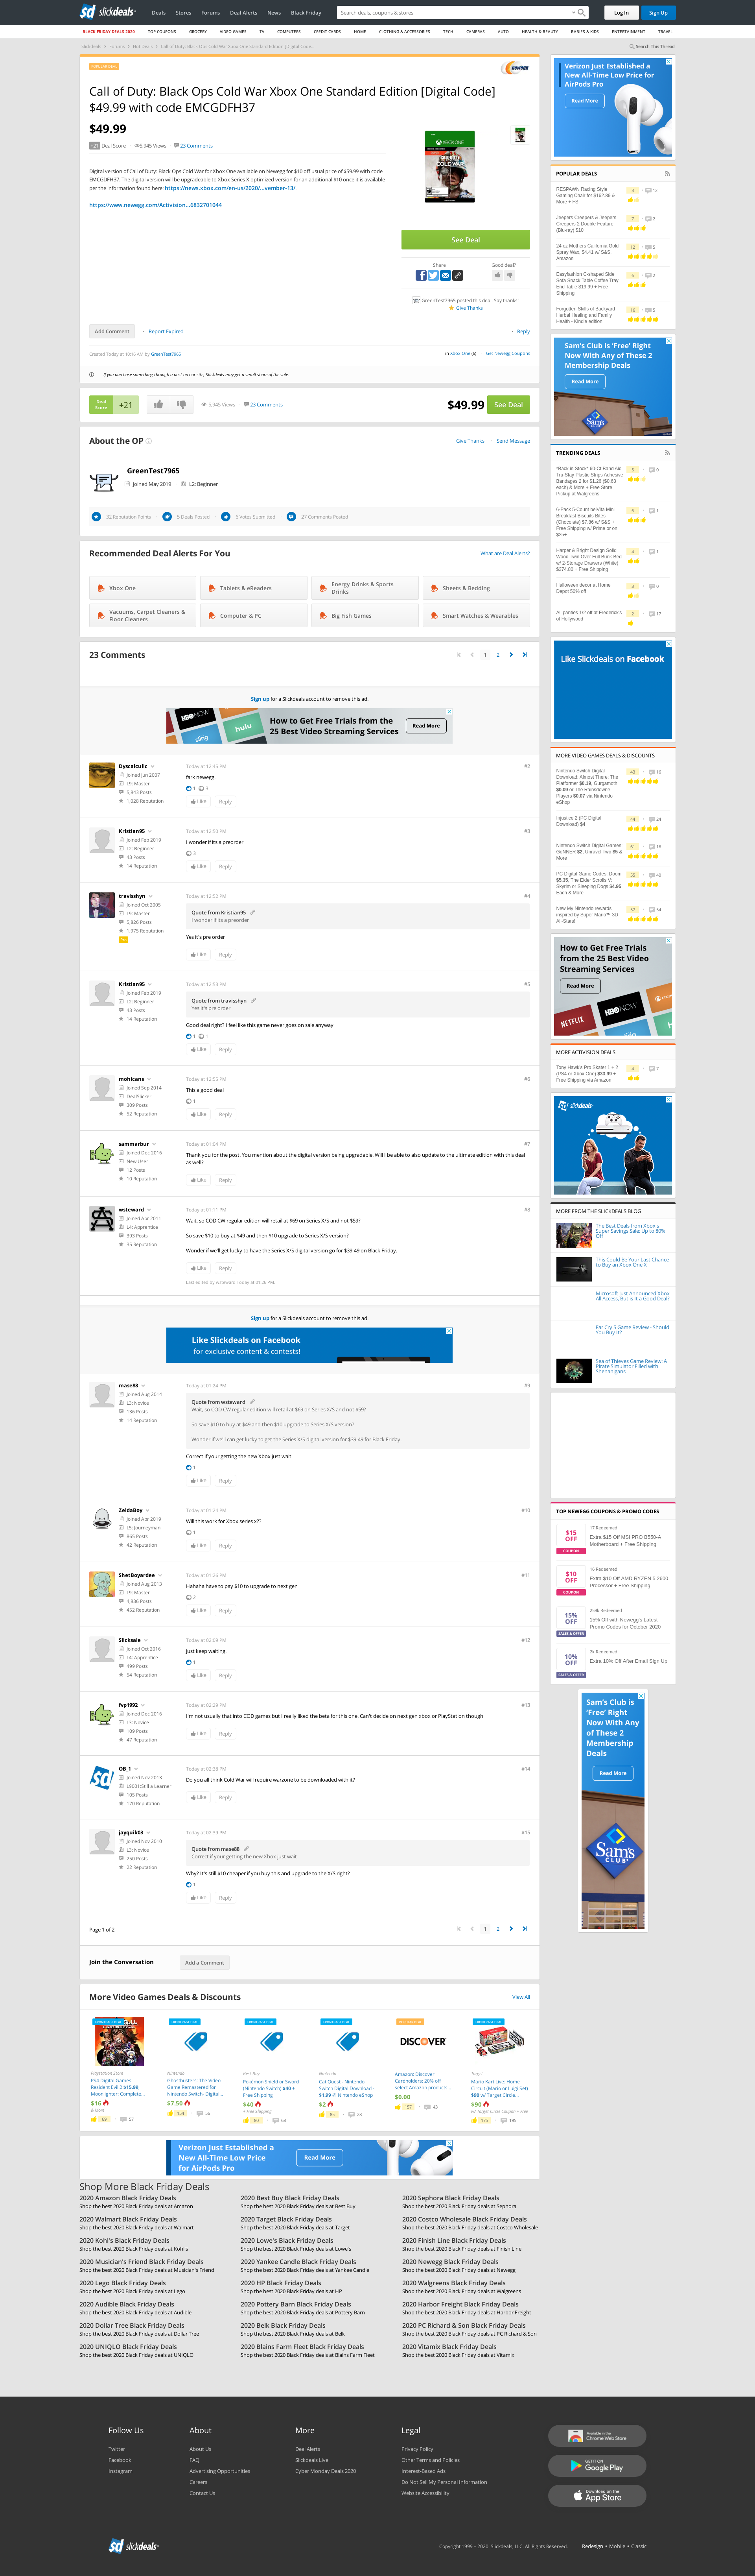 slickdeals
Deals Stores Forums Deal Alerts News Black Friday
Search deals, coupons & stores
Log In Sign Up
BLACK FRIDAY DEALS 2020 TOP COUPONS GROCERY VIDEO GAMES TV COMPUTERS CREDIT CARDS HOME CLOTHING & ACCESSORIES TECH CAMERAS AUTO HEALTH & BEAUTY BABIES & KIDS ENTERTAINMENT TRAVEL
Slickdeals > Forums > Hot Deals > Call of Duty: Black Ops Cold War Xbox One Standard Edition [Digital Code...
Search This Thread
Call of Duty: Black Ops Cold War Xbox One Standard Edition [Digital Code]
$49.99 with code EMCGDFH37
$49.99
+21 Deal Score 5,945 Views 23 Comments
Digital version of Call of Duty: Black Ops Cold War for Xbox One available on Newegg for $10 off usual price of $59.99 with code
EMCGDFH37. The digital version will be upgradeable to Xbox Series X optimized version for an additional $10 once it is available per
the information found here: https://news.xbox.com/en-us/2020/...vember-13/.
https://www.newegg.com/Activision...6832701044
See Deal
Share Good deal?
GreenTest7965 posted this deal. Say thanks!
Give Thanks
Add Comment Report Expired Reply
Created Today at 10:16 AM by GreenTest7965
in Xbox One (6) Get Newegg Coupons
If you purchase something through a post on our site, Slickdeals may get a small share of the sale.
Deal Score +21 5,945 Views 23 Comments $49.99 See Deal
About the OP
Give Thanks Send Message
GreenTest7965
Joined May 2019 L2: Beginner
32 Reputation Points 0 Deals Posted 6 Votes Submitted 27 Comments Posted
Recommended Deal Alerts For You
What are Deal Alerts?
Xbox One Tablets & eReaders Energy Drinks & Sports Drinks Sheets & Bedding
Vacuums, Carpet Cleaners & Floor Cleaners Computer & PC Big Fish Games Smart Watches & Wearables
23 Comments
1 2
Sign up for a Slickdeals account to remove this ad.
hulu
How to Get Free Trials from the
25 Best Video Streaming Services
Read More
Dyscalculic
Joined Jun 2007
L9: Master
5,843 Posts
1,028 Reputation
Today at 12:45 PM
#2
fark newegg.
1 3
Like Reply
Kristian95
Joined Feb 2019
L2: Beginner
43 Posts
14 Reputation
Today at 12:50 PM
#3
I wonder if its a preorder
3
Like Reply
travisshyn
Joined Oct 2005
L9: Master
5,826 Posts
1,975 Reputation
Pro
Today at 12:52 PM
#4
Quote from Kristian95
I wonder if its a preorder
Yes it's pre order
Like Reply
Kristian95
Joined Feb 2019
L2: Beginner
43 Posts
14 Reputation
Today at 12:53 PM
#5
Quote from travisshyn
Yes it's pre order
Good deal right? I feel like this game never goes on sale anyway
1 1
Like Reply
mohicans
Joined Sep 2014
DealSlicker
309 Posts
52 Reputation
Today at 12:55 PM
#6
This a good deal
1
Like Reply
sammarbur
Joined Dec 2016
New User
12 Posts
10 Reputation
Today at 01:04 PM
#7
Thank you for the post. You mention about the digital version being upgradable. Will I be able to also update to the ultimate edition with this deal
as well?
Like Reply
wsteward
Joined Apr 2011
L4: Apprentice
393 Posts
35 Reputation
Today at 01:11 PM
#8
Wait, so COD CW regular edition will retail at $69 on Series X/S and not $59?
So save $10 to buy at $49 and then $10 upgrade to Series X/S version?
Wonder if we'll get lucky to have the Series X/S digital version go for $39-49 on Black Friday.
Like Reply
Last edited by wsteward Today at 01:26 PM
Sign up for a Slickdeals account to remove this ad.
Like Slickdeals on Facebook
for exclusive content & contests!
mase88
Joined Aug 2014
L3: Novice
136 Posts
14 Reputation
Today at 01:24 PM
#9
Quote from wsteward
Wait, so COD CW regular edition will retail at $69 on Series X/S and not $59?
So save $10 to buy at $49 and then $10 upgrade to Series X/S version?
Wonder if we'll get lucky to get the Series X/S digital version for $39-49 for Black Friday.
Correct if your getting the new Xbox just wait
1
Like Reply
ZeldaBoy
Joined Apr 2019
L5: Journeyman
865 Posts
42 Reputation
Today at 01:24 PM
#10
Will this work for Xbox series x??
1
Like Reply
ShetBoyardee
Joined Aug 2013
L9: Master
4,836 Posts
452 Reputation
Today at 01:26 PM
#11
Hahaha have to pay $10 to upgrade to next gen
2
Like Reply
Slicksale
Joined Oct 2016
L4: Apprentice
499 Posts
54 Reputation
Today at 02:09 PM
#12
Just keep waiting.
1
Like Reply
fvp1992
Joined Dec 2016
L3: Novice
109 Posts
47 Reputation
Today at 02:29 PM
#13
I'm not usually that into COD games but I really liked the beta for this one. Can't decide on next gen xbox or PlayStation though
Like Reply
OB_1
Joined Nov 2013
L9001:Still a Learner
105 Posts
170 Reputation
Today at 02:38 PM
#14
Do you all think Cold War will require warzone to be downloaded with it?
Like Reply
jayquik03
Joined Nov 2010
L3: Novice
250 Posts
22 Reputation
Today at 02:39 PM
#15
Quote from mase88
Correct if your getting the new Xbox just wait
Why? It's still $10 cheaper if you buy this and upgrade to the X/S right?
1
Like Reply
Page 1 of 2
1 2
Join the Conversation Add a Comment
More Video Games Deals & Discounts
View All
Playstation Store
PS4 Digital Games:
Resident Evil 2 $15.99,
Moonlighter: Complete...
$16
& More
69 57
Nintendo
Ghostbusters: The Video
Game Remastered for
Nintendo Switch- Digital...
$7.50
154 56
Best Buy
Pokémon Shield or Sword
(Nintendo Switch) $40 +
Free Shipping
$40
+ Free Shipping
80 68
Nintendo
Cat Quest - Nintendo
Switch Digital Download -
$1.99 @ Nintendo eShop
$2
85 28
DISCOVER
Amazon: Discover
Cardholders: 20% off
select Amazon products...
$0.00
157 43
Target
Mario Kart Live: Home
Circuit (Mario or Luigi Set)
$90 w/ Target Circle...
$90
w/ Target Circle Coupon + Free
175 195
Verizon Just Established a
New All-Time Low Price
for AirPods Pro
Read More
Shop More Black Friday Deals
2020 Amazon Black Friday Deals
Shop the best 2020 Black Friday deals at Amazon
2020 Best Buy Black Friday Deals
Shop the best 2020 Black Friday deals at Best Buy
2020 Sephora Black Friday Deals
Shop the best 2020 Black Friday deals at Sephora
2020 Walmart Black Friday Deals
Shop the best 2020 Black Friday deals at Walmart
2020 Target Black Friday Deals
Shop the best 2020 Black Friday deals at Target
2020 Costco Wholesale Black Friday Deals
Shop the best 2020 Black Friday deals at Costco Wholesale
2020 Kohl's Black Friday Deals
Shop the best 2020 Black Friday deals at Kohl's
2020 Lowe's Black Friday Deals
Shop the best 2020 Black Friday deals at Lowe's
2020 Finish Line Black Friday Deals
Shop the best 2020 Black Friday deals at Finish Line
2020 Musician's Friend Black Friday Deals
Shop the best 2020 Black Friday deals at Musician's Friend
2020 Yankee Candle Black Friday Deals
Shop the best 2020 Black Friday deals at Yankee Candle
2020 Newegg Black Friday Deals
Shop the best 2020 Black Friday deals at Newegg
2020 Lego Black Friday Deals
Shop the best 2020 Black Friday deals at Lego
2020 HP Black Friday Deals
Shop the best 2020 Black Friday deals at HP
2020 Walgreens Black Friday Deals
Shop the best 2020 Black Friday deals at Walgreens
2020 Audible Black Friday Deals
Shop the best 2020 Black Friday deals at Audible
2020 Pottery Barn Black Friday Deals
Shop the best 2020 Black Friday deals at Pottery Barn
2020 Harbor Freight Black Friday Deals
Shop the best 2020 Black Friday deals at Harbor Freight
2020 Dollar Tree Black Friday Deals
Shop the best 2020 Black Friday deals at Dollar Tree
2020 Belk Black Friday Deals
Shop the best 2020 Black Friday deals at Belk
2020 PC Richard & Son Black Friday Deals
Shop the best 2020 Black Friday deals at PC Richard & Son
2020 UNIQLO Black Friday Deals
Shop the best 2020 Black Friday deals at UNIQLO
2020 Blains Farm Fleet Black Friday Deals
Shop the best 2020 Black Friday deals at Blains Farm Fleet
2020 Vitamix Black Friday Deals
Shop the best 2020 Black Friday deals at Vitamix
Verizon Just Established a
New All-Time Low Price for
AirPods Pro
Read More
POPULAR DEALS
RESPAWN Racing Style
Gaming Chair for $162.89 &
More + FS
3 12
Jeepers Creepers & Jeepers
Creepers 2 Double Feature
(Blu-ray) $10
7 2
24 oz Mothers California Gold
Spray Wax, $4.41 w/ S&S,
Amazon
12 5
Easyfashion C-shaped Side
Sofa Snack Table Coffee Tray
End Table $19.99 + Free
Shipping
6 2
Forgotten Skills of Backyard
Herbal Healing and Family
Health - Kindle edition
16 5
Sam's Club is 'Free' Right
Now With Any of These 2
Membership Deals
Read More
TRENDING DEALS
*Back in Stock* 60-Ct Band Aid
Tru-Stay Plastic Strips Adhesive
Bandages 2 for $1.26 ($0.63
each) & More + Free Store
Pickup at Walgreens
5 0
6-Pack 5-Count belVita Mini
Breakfast Biscuits Bites
(Chocolate) $7.86 w/ S&S +
Free Shipping w/ Prime or on
$25+
6 1
Harper & Bright Design Solid
Wood Twin Over Full Bunk Bed
w/ 2-Storage Drawers (White)
$374.80 + Free Shipping
4 1
Halloween decor at Home
Depot 50% off
3 0
All panties 1/2 off at Frederick's
of Hollywood
2 17
Like Slickdeals on Facebook
MORE VIDEO GAMES DEALS & DISCOUNTS
Nintendo Switch Digital
Download: Almost There: The
Platformer $0.19, Gurgamoth
$0.09 or The Rainsdowne
Players $0.07 via Nintendo
eShop
43 16
Injustice 2 (PC Digital
Download) $4
44 24
Nintendo Switch Digital Games:
GoNNER $2, Unravel Two $5 &
More
61 16
PC Digital Game Codes: Doom
$5.35, The Elder Scrolls V:
Skyrim or Sleeping Dogs $4.95
Each & More
55 40
New My Nintendo rewards
inspired by Super Mario™ 3D
All-Stars!
57 54
How to Get Free Trials
from the 25 Best Video
Streaming Services
Read More
NETFLIX HBONOW
MORE ACTIVISION DEALS
Tony Hawk's Pro Skater 1 + 2
(PS4 or Xbox One) $33.99 +
Free Shipping via Amazon
4 7
slickdeals
MORE FROM THE SLICKDEALS BLOG
The Best Deals from Xbox's
Super Savings Sale: Up to 80%
Off
This Could Be Your Last Chance
to Buy an Xbox One X
Microsoft Just Announced Xbox
All Access, But Is It a Good Deal?
Far Cry 5 Game Review - Should
You Buy It?
Sea of Thieves Game Review: A
Pirate Simulator Filled with
Shenanigans
TOP NEWEGG COUPONS & PROMO CODES
$15 OFF
COUPON
17 Redeemed
Extra $15 Off MSI PRO B550-A
Motherboard + Free Shipping
$10 OFF
COUPON
16 Redeemed
Extra $10 Off AMD RYZEN 5 2600
Processor + Free Shipping
15% OFF
SALES & OFFER
259k Redeemed
15% Off with Newegg's Latest
Promo Codes for October 2020
10% OFF
SALES & OFFER
2k Redeemed
Extra 10% Off After Email Sign Up
Sam's Club is
'Free' Right
Now With Any
of These 2
Membership
Deals
Read More
Sam's
CLUB
Follow Us
Twitter
Facebook
Instagram
About
About Us
FAQ
Advertising Opportunities
Careers
Contact Us
More
Deal Alerts
Slickdeals Live
Cyber Monday Deals 2020
Legal
Privacy Policy
Other Terms and Policies
Interest-Based Ads
Do Not Sell My Personal Information
Website Accessibility
Available in the
Chrome Web Store
GET IT ON
Google Play
Download on the
App Store
slickdeals
Copyright 1999 – 2020. Slickdeals, LLC. All Rights Reserved. Redesign • Mobile • Classic